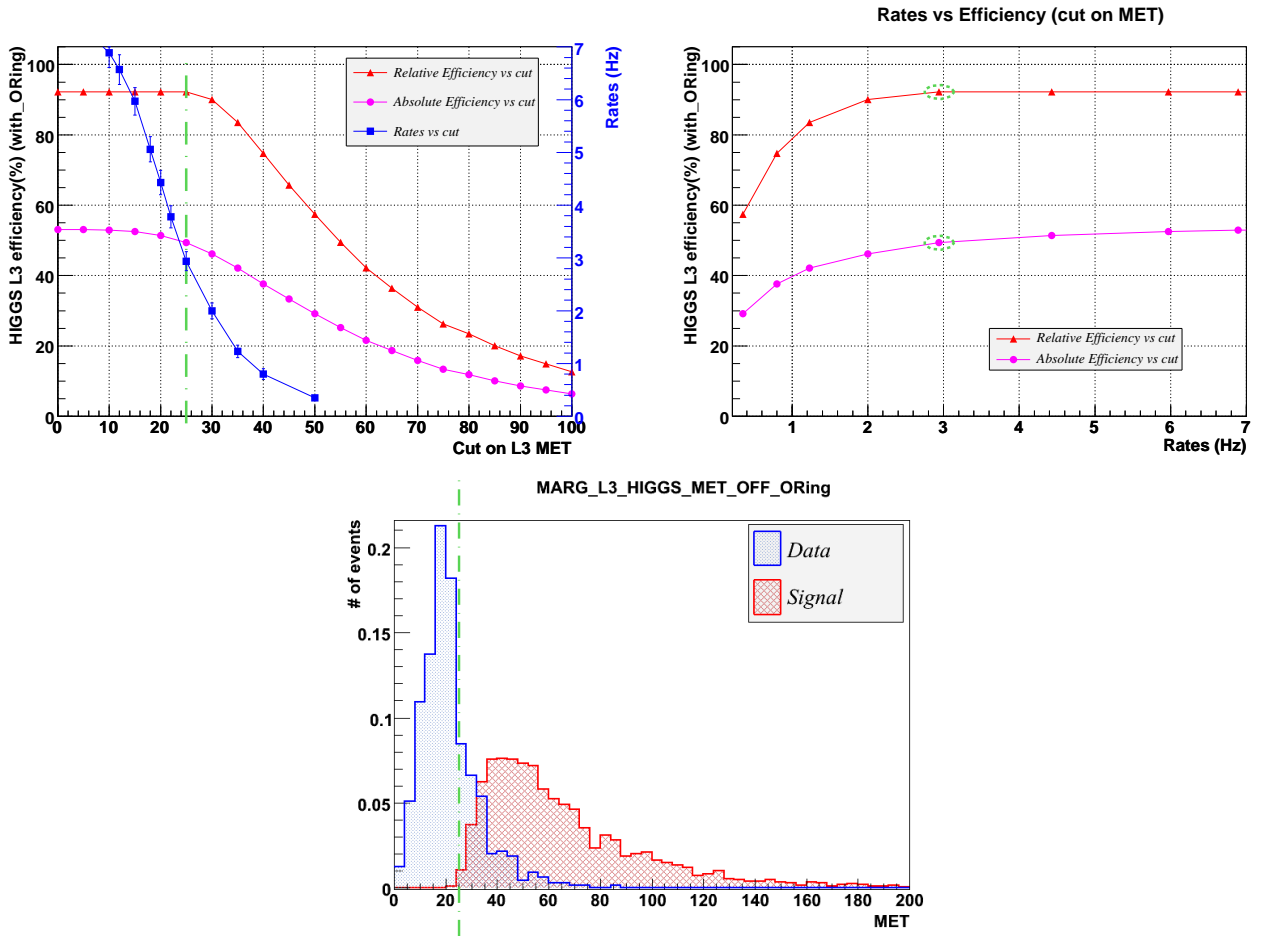 Rates vs Efficiency (cut on MET)
HIGGS L3 efficiency(%) (with_ORing)
100
80
60
40
20
0
Relative Efficiency vs cut
Absolute Efficiency vs cut
Rates vs cut
7
6
5
4
3
2
1
0
Rates (Hz)
0 10 20 30 40 50 60 70 80 90 100
Cut on L3 MET
HIGGS L3 efficiency(%) (with_ORing)
100
80
60
40
20
0
Relative Efficiency vs cut
Absolute Efficiency vs cut
1 2 3 4 5 6 7
Rates (Hz)
MARG_L3_HIGGS_MET_OFF_ORing
# of events
0.2
0.15
0.1
0.05
0
Data
Signal
0 20 40 60 80 100 120 140 160 180 200
MET